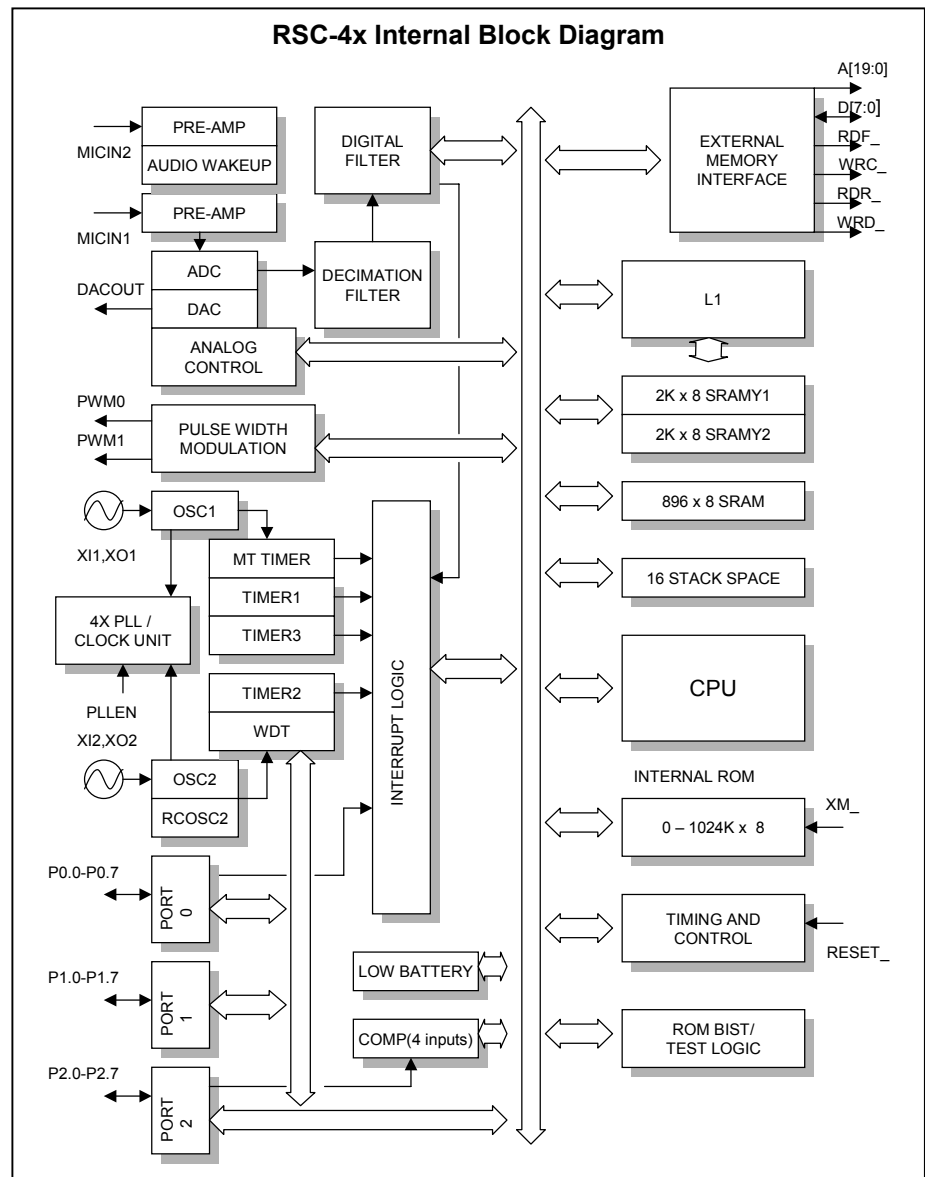 RSC-4x Internal Block Diagram
MICIN2
PRE-AMP
AUDIO WAKEUP
MICIN1
PRE-AMP
DACOUT
ADC
DAC
ANALOG
CONTROL
DIGITAL
FILTER
DECIMATION
FILTER
PWM0
PWM1
PULSE WIDTH
MODULATION
OSC1
XI1,XO1
MT TIMER
TIMER1
TIMER3
4X PLL /
CLOCK UNIT
PLLEN
TIMER2
WDT
XI2,XO2
OSC2
RCOSC2
INTERRUPT LOGIC
P0.0-P0.7
PORT
0
P1.0-P1.7
PORT
1
P2.0-P2.7
PORT
2
LOW BATTERY
COMP(4 inputs)
EXTERNAL
MEMORY
INTERFACE
A[19:0]
D[7:0]
RDF_
WRC_
RDR_
WRD_
L1
2K x 8 SRAMY1
2K x 8 SRAMY2
896 x 8 SRAM
16 STACK SPACE
CPU
INTERNAL ROM
0 – 1024K x 8
XM_
TIMING AND
CONTROL
RESET_
ROM BIST/
TEST LOGIC